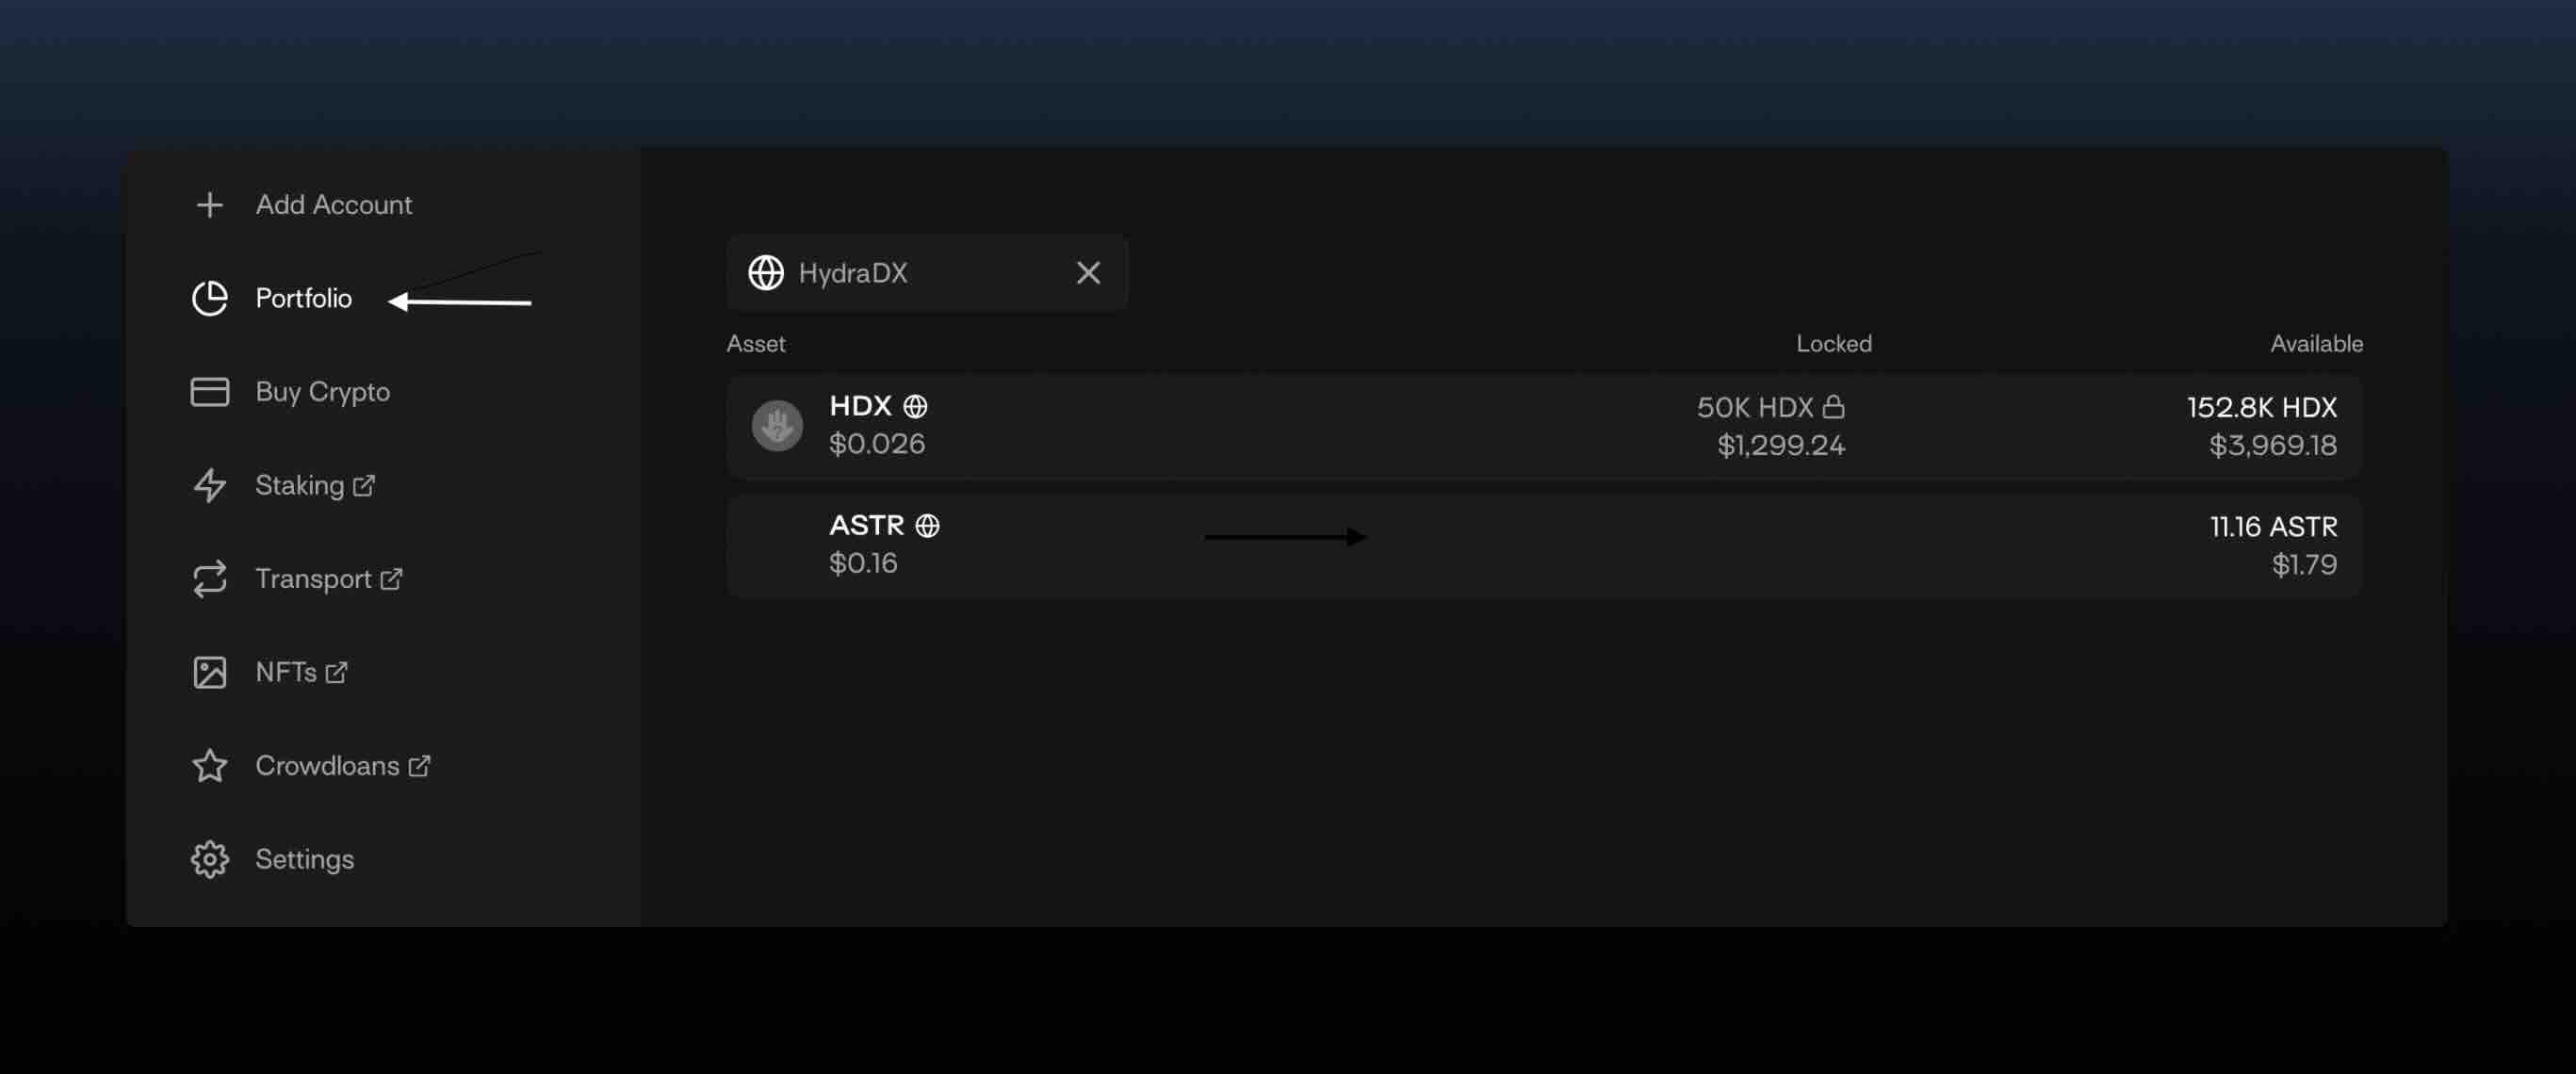 Add Account
Portfolio
Buy Crypto
Staking
Transport
NFTs
Crowdloans
Settings
HydraDX
Asset Locked Available
HDX 50K HDX 152.8K HDX
$0.026 $1,299.24 $3,969.18
ASTR 11.16 ASTR
$0.16 $1.79